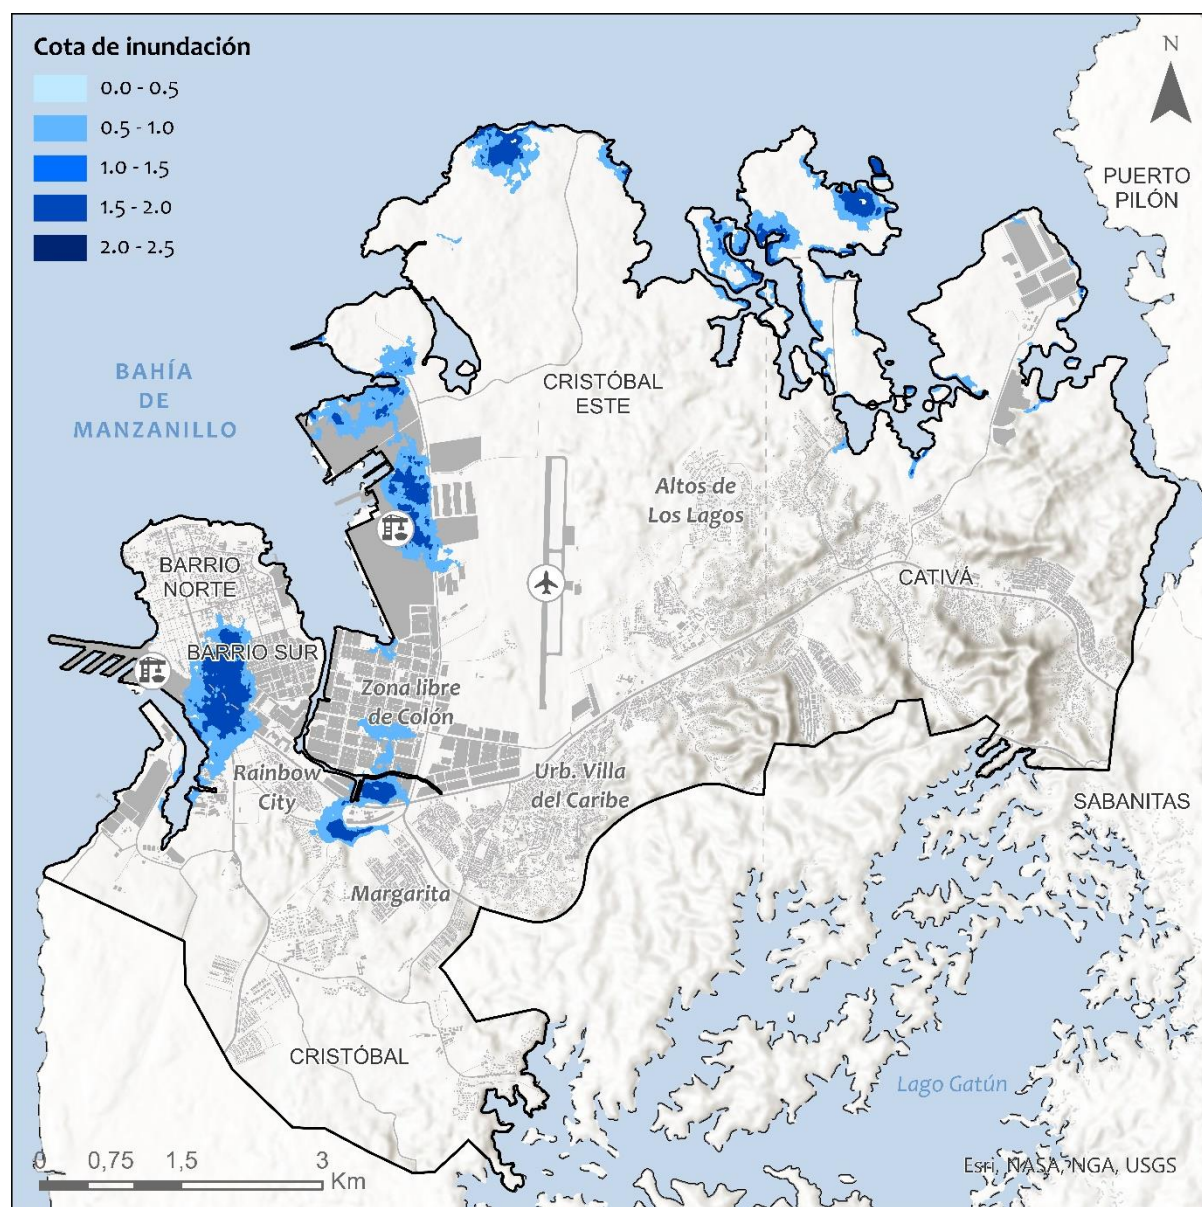 Cota de inundación
0.0 - 0.5
0.5 - 1.0
1.0 - 1.5
1.5 - 2.0
2.0 - 2.5
N
PUERTO
PILÓN
BAHÍA
DE
MANZANILLO
CRISTÓBAL
ESTE
Altos de
Los Lagos
BARRIO
NORTE
CATIVÁ
BARRIO SUR
Zona libre
de Colón
Rainbow
City
Urb. Villa
del Caribe
SABANITAS
Margarita
CRISTÓBAL
Lago Gatún
0 0,75 1,5 3
Km
Esri, NASA, NGA, USGS